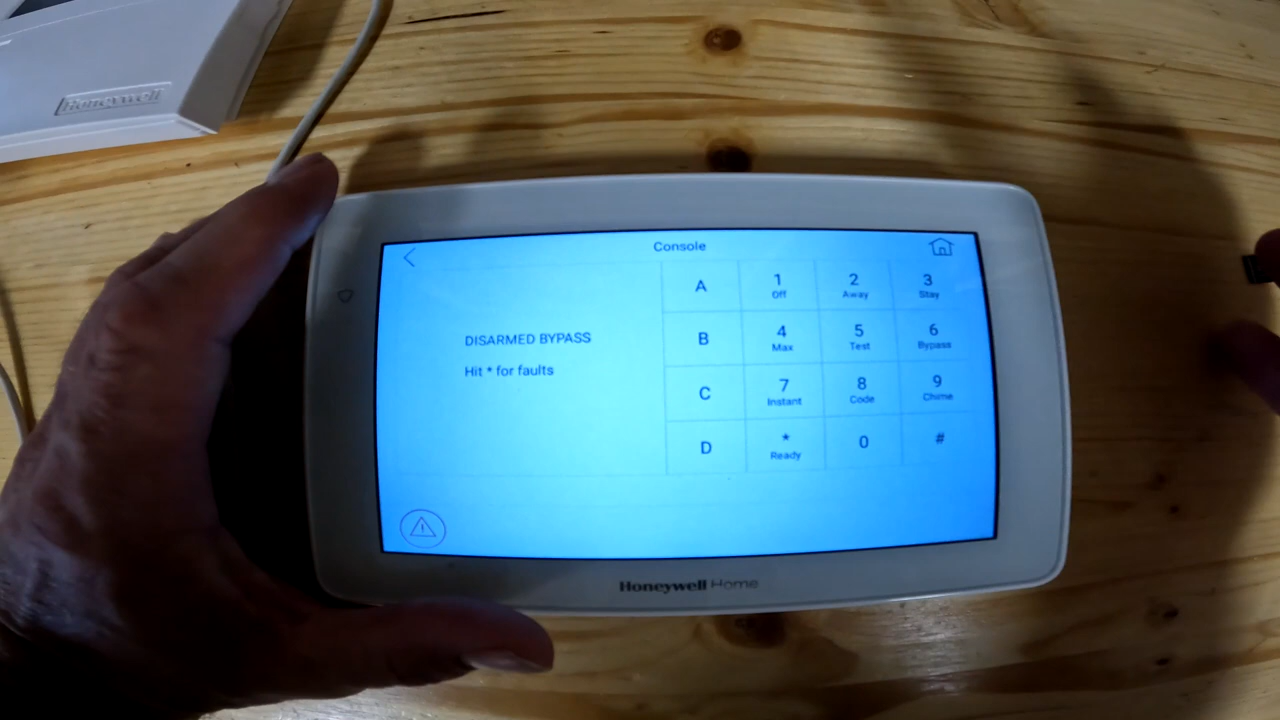 Honeywell
Console
DISARMED BYPASS
Hit * for faults
A
1
Off
2
Away
3
Stay
B
4
Max
5
Test
6
Bypass
C
7
Instant
8
Code
9
Chime
D
*
Ready
0
#
Honeywell Home